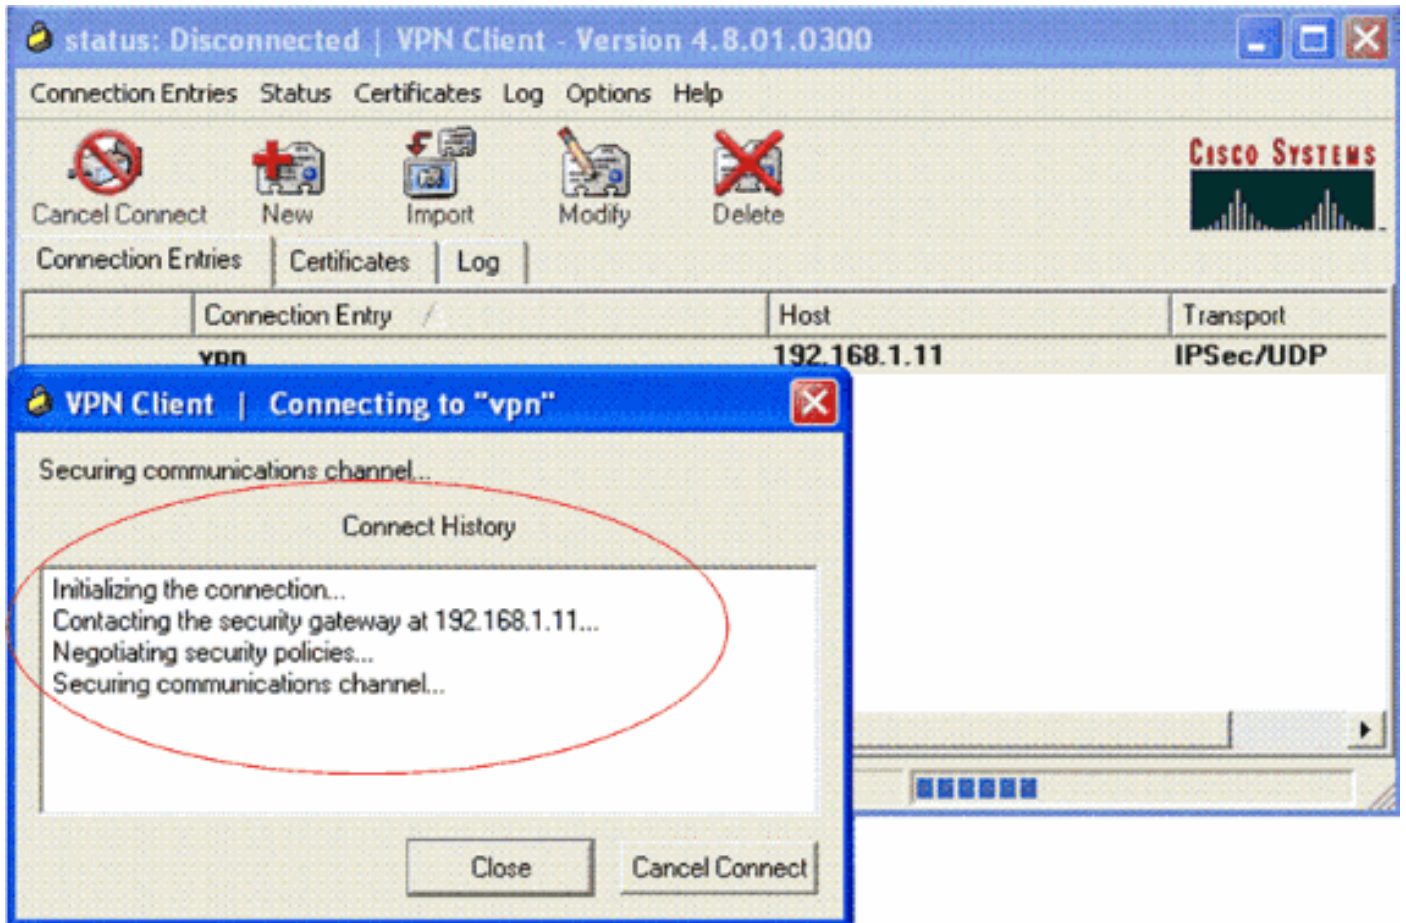 status: Disconnected | VPN Client - Version 4.8.01.0300
Connection Entries Status Certificates Log Options Help
Cancel Connect New Import Modify Delete
CISCO SYSTEMS
Connection Entries Certificates Log
Connection Entry Host Transport
vpn 192.168.1.11 IPSec/UDP
VPN Client | Connecting to "vpn"
Securing communications channel...
Connect History
Initializing the connection...
Contacting the security gateway at 192.168.1.11...
Negotiating security policies...
Securing communications channel...
Close Cancel Connect